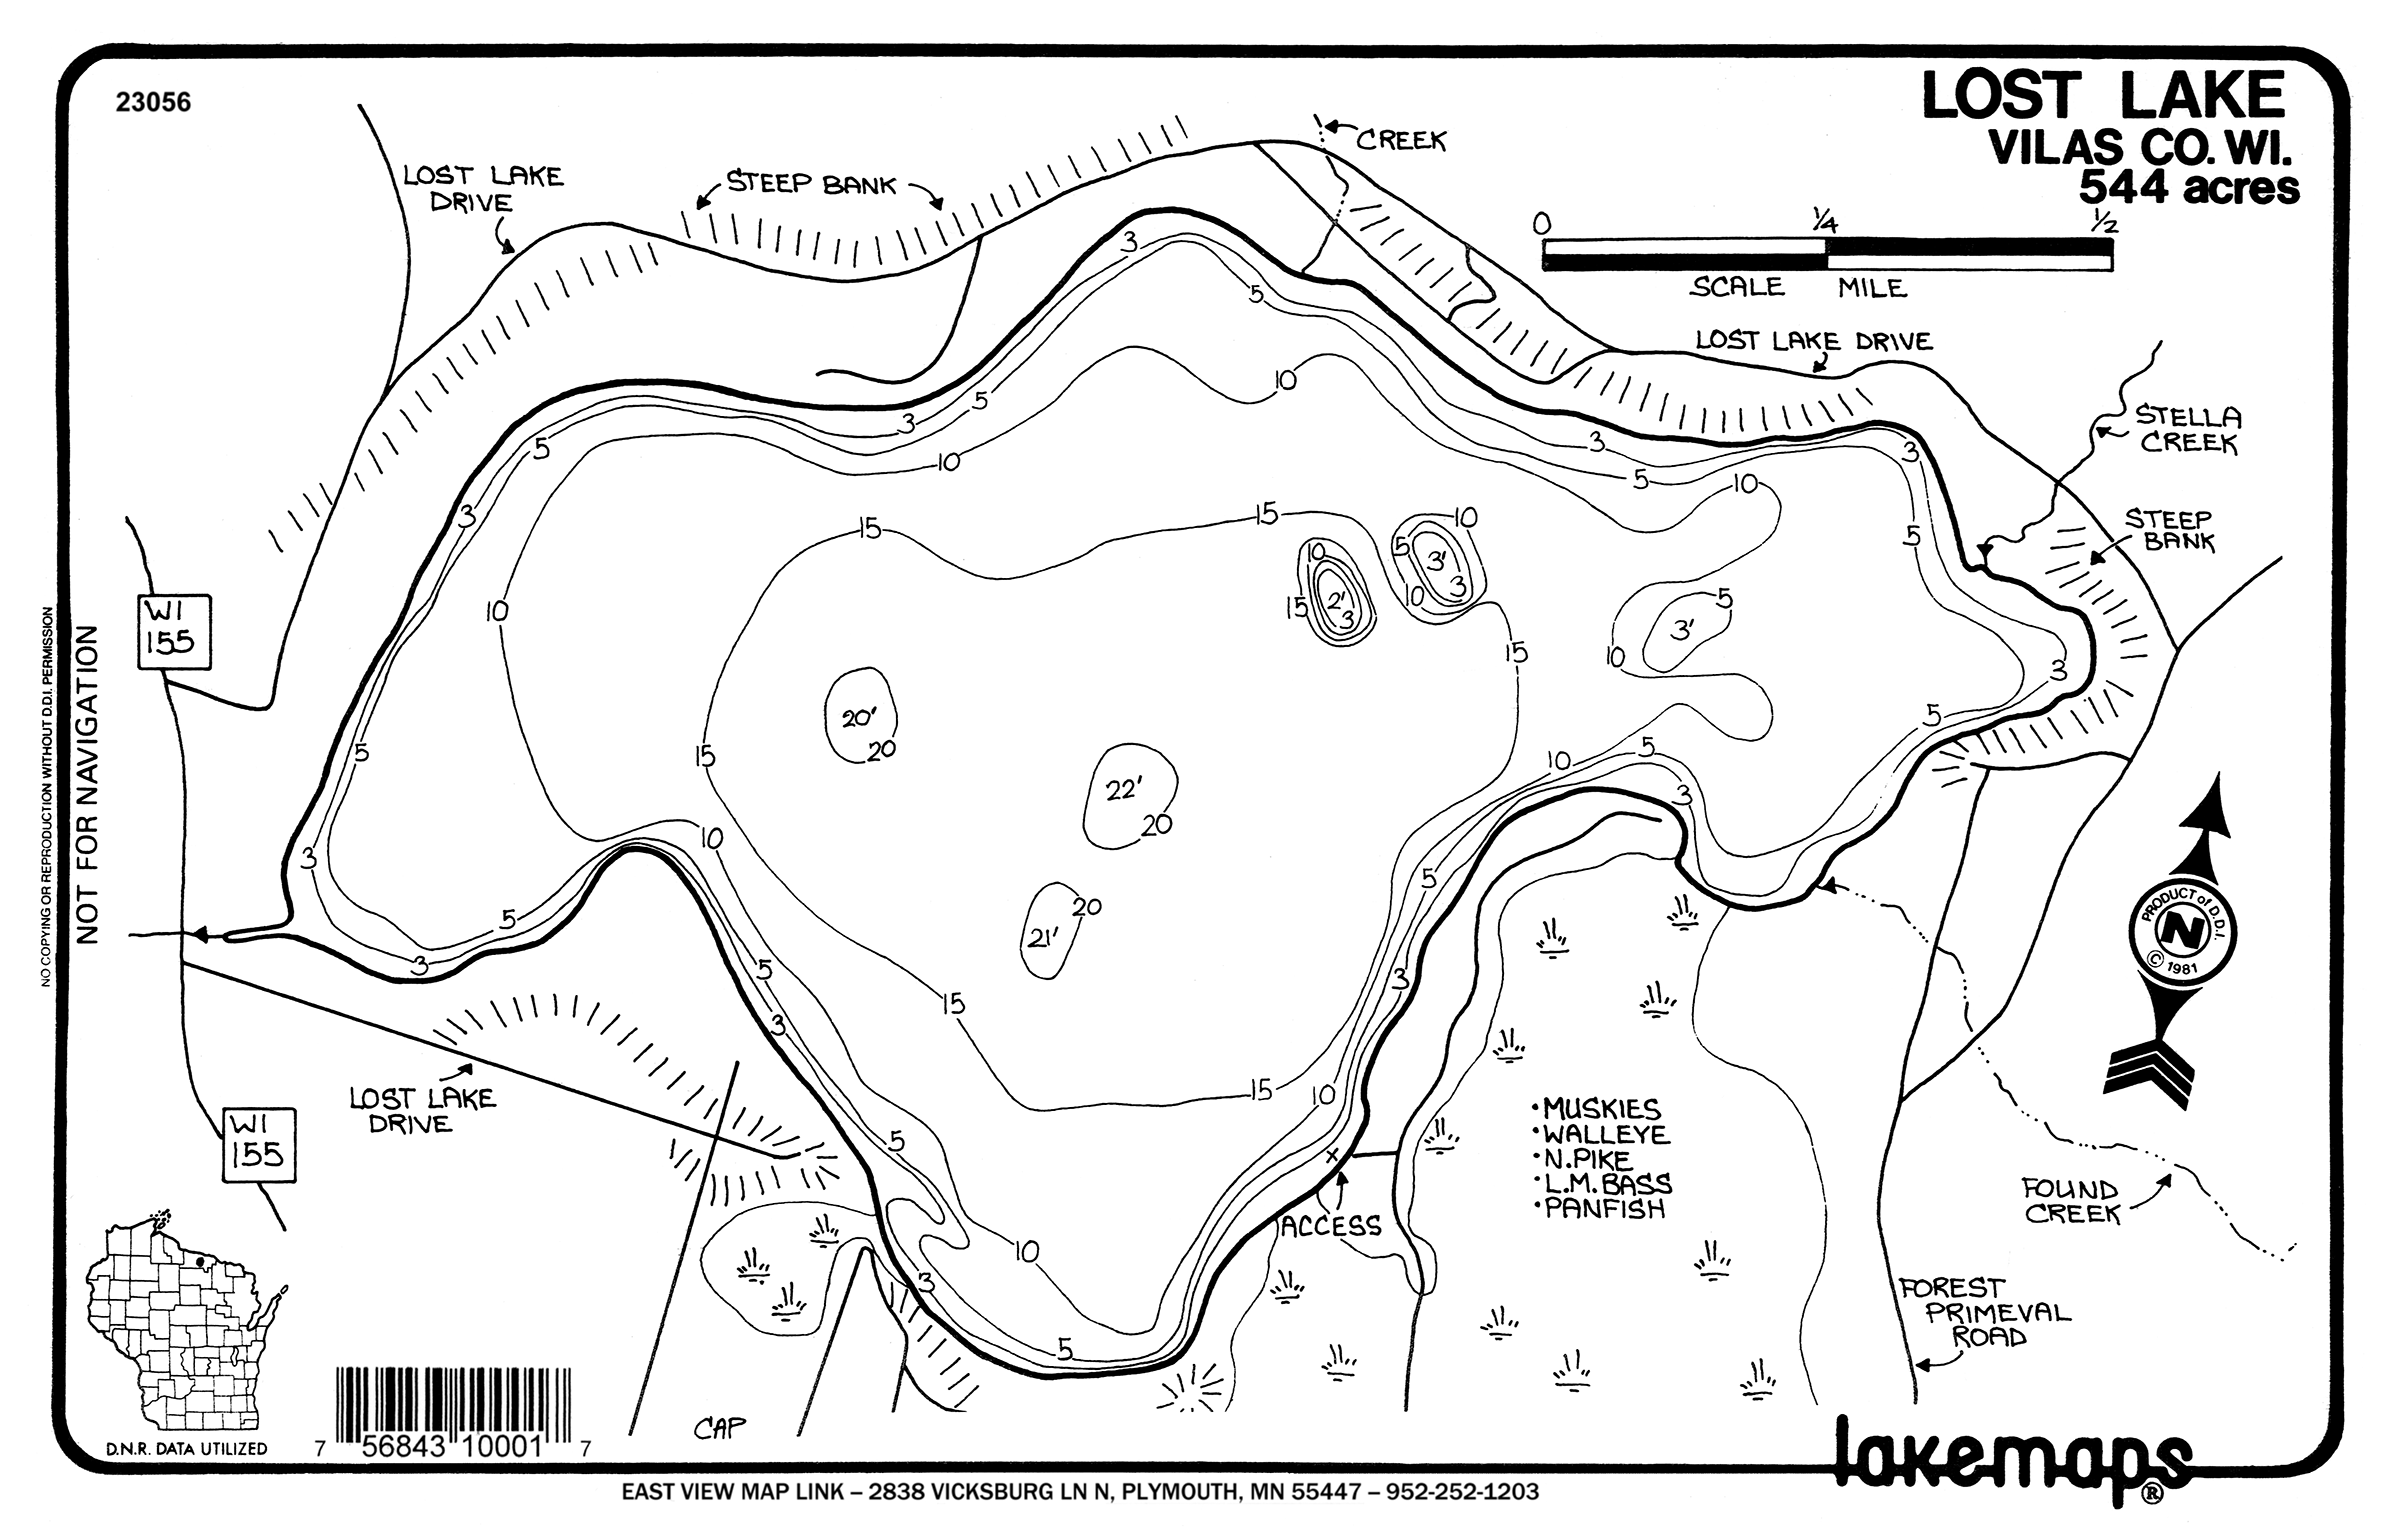 23056
LOST LAKE
VILAS CO. WI.
544 acres
0 1/4 1/2
SCALE MILE
CREEK
LOST LAKE
DRIVE
STEEP BANK
LOST LAKE DRIVE
STELLA
CREEK
STEEP
BANK
3
5
10
3
5
10
5
3
10
3
5
10
3
5
15
15
10
5
3'
3
10
10
2'
3
15
5
3'
10
15
3
5
10
5
15
20'
20
22'
20
21'
20
10
5
3
10
5
3
3
5
3
5
3
15
15
10
5
3
5
10
3
5
WI
155
NOT FOR NAVIGATION
NO COPYING OR REPRODUCTION WITHOUT D.D.I. PERMISSION
LOST LAKE
DRIVE
WI
155
PRODUCT of D.D.I.
N
© 1981
•MUSKIES
•WALLEYE
•N.PIKE
•L.M.BASS
•PANFISH
x
ACCESS
FOUND
CREEK
FOREST
PRIMEVAL
ROAD
CAP
D.N.R. DATA UTILIZED
7 56843 10001 7
lakemaps®
EAST VIEW MAP LINK – 2838 VICKSBURG LN N, PLYMOUTH, MN 55447 – 952-252-1203